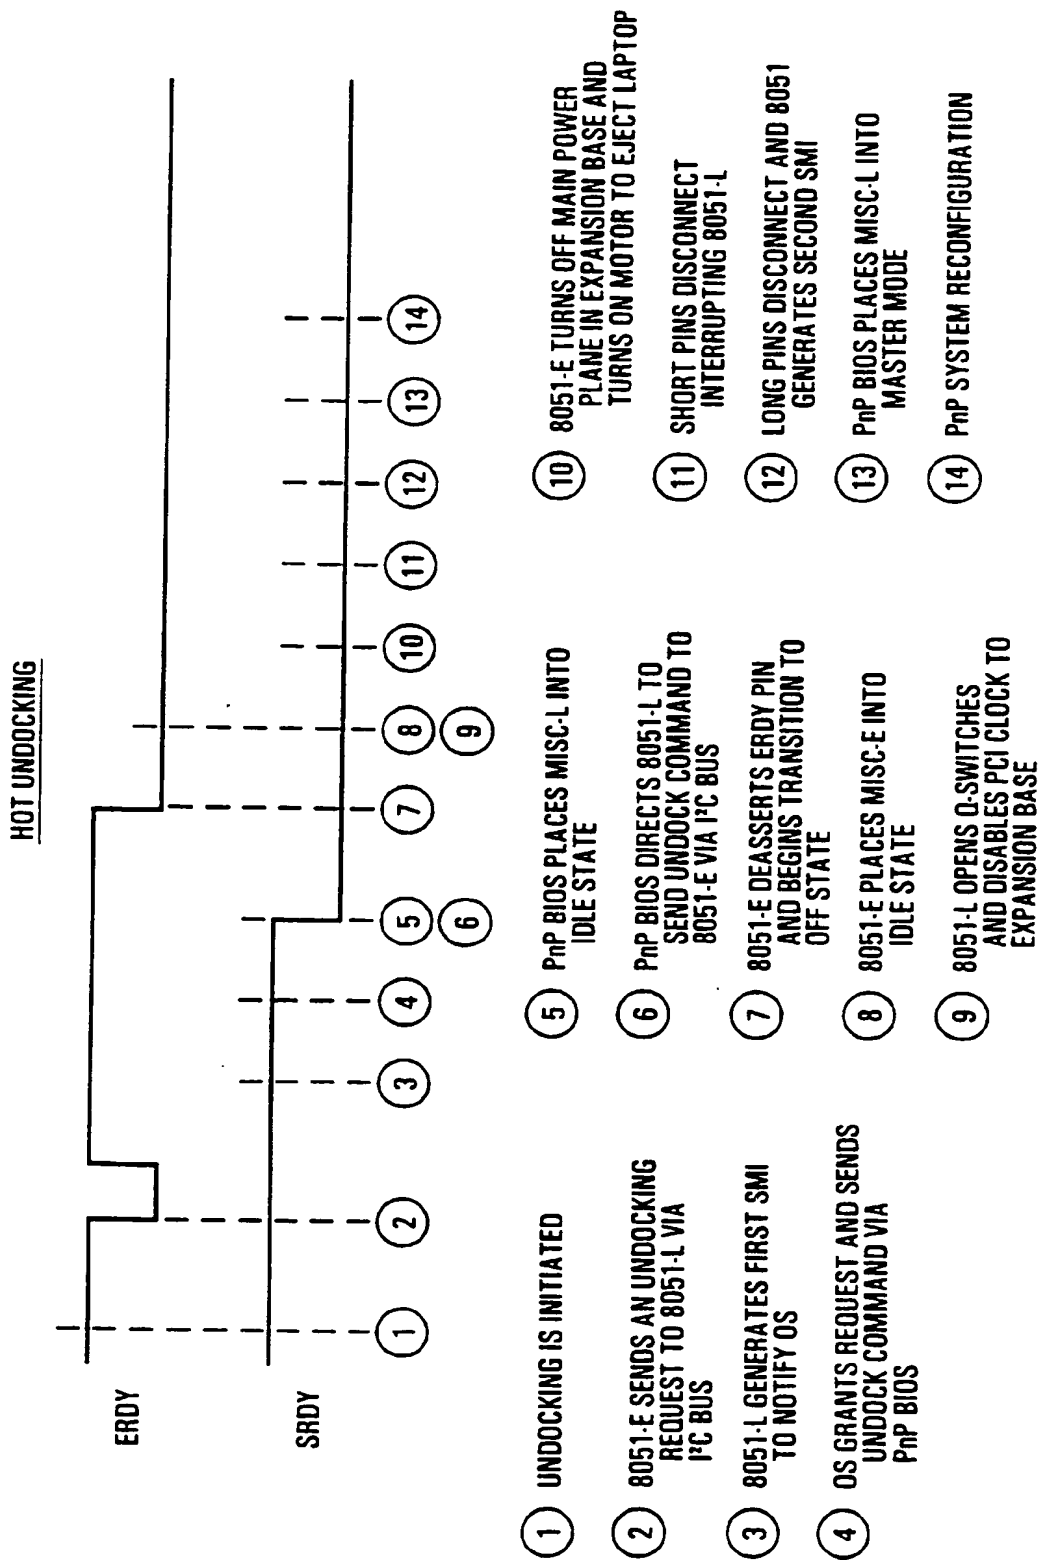 HOT UNDOCKING
ERDY
SRDY
1
2
3
4
5
6
7
8
9
10
11
12
13
14
1 UNDOCKING IS INITIATED
2 8051-E SENDS AN UNDOCKING
REQUEST TO 8051-L VIA
I²C BUS
3 8051-L GENERATES FIRST SMI
TO NOTIFY OS
4 OS GRANTS REQUEST AND SENDS
UNDOCK COMMAND VIA
PnP BIOS
5 PnP BIOS PLACES MISC-L INTO
IDLE STATE
6 PnP BIOS DIRECTS 8051-L TO
SEND UNDOCK COMMAND TO
8051-E VIA I²C BUS
7 8051-E DEASSERTS ERDY PIN
AND BEGINS TRANSITION TO
OFF STATE
8 8051-E PLACES MISC-E INTO
IDLE STATE
9 8051-L OPENS Q-SWITCHES
AND DISABLES PCI CLOCK TO
EXPANSION BASE
10 8051-E TURNS OFF MAIN POWER
PLANE IN EXPANSION BASE AND
TURNS ON MOTOR TO EJECT LAPTOP
11 SHORT PINS DISCONNECT
INTERRUPTING 8051-L
12 LONG PINS DISCONNECT AND 8051
GENERATES SECOND SMI
13 PnP BIOS PLACES MISC-L INTO
MASTER MODE
14 PnP SYSTEM RECONFIGURATION